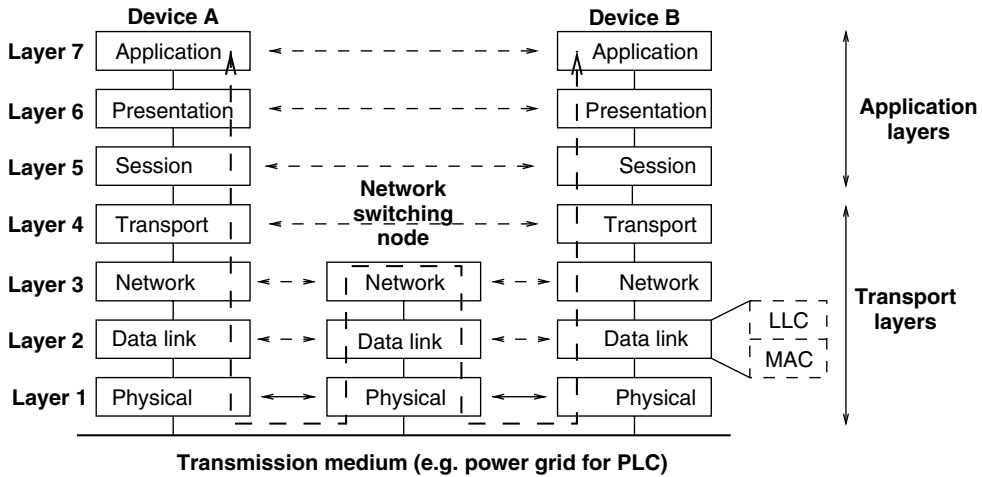 Device A
Device B
Layer 7
Application
Application
Layer 6
Presentation
Presentation
Application
layers
Layer 5
Session
Session
Network
switching
node
Layer 4
Transport
Transport
Layer 3
Network
Network
Network
Transport
layers
Layer 2
Data link
Data link
Data link
LLC
MAC
Layer 1
Physical
Physical
Physical
Transmission medium (e.g. power grid for PLC)